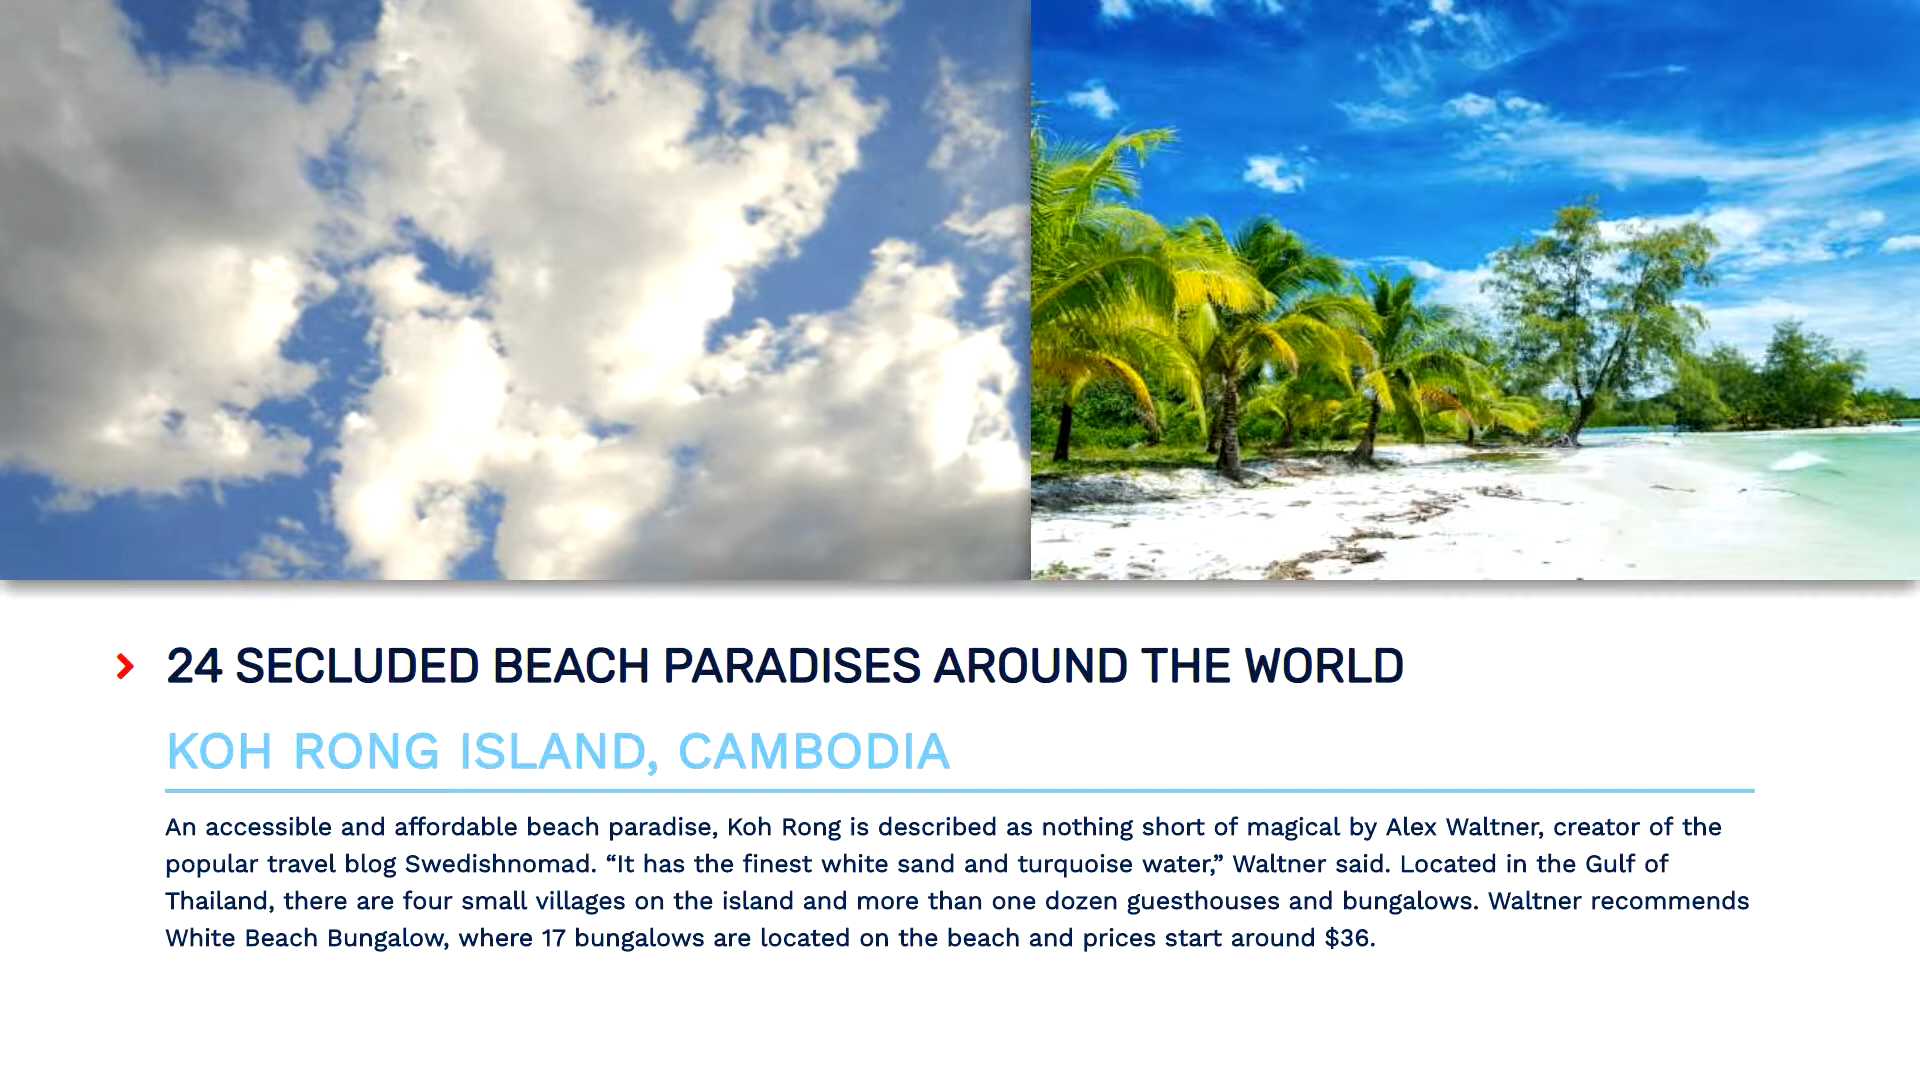 24 SECLUDED BEACH PARADISES AROUND THE WORLD
KOH RONG ISLAND, CAMBODIA
An accessible and affordable beach paradise, Koh Rong is described as nothing short of magical by Alex Waltner, creator of the
popular travel blog Swedishnomad. “It has the finest white sand and turquoise water,” Waltner said. Located in the Gulf of
Thailand, there are four small villages on the island and more than one dozen guesthouses and bungalows. Waltner recommends
White Beach Bungalow, where 17 bungalows are located on the beach and prices start around $36.